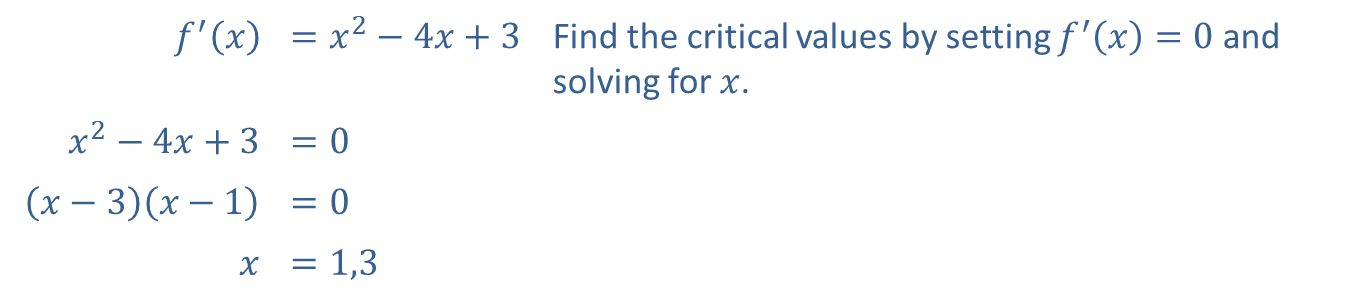 f′(x) = x² − 4x + 3 Find the critical values by setting f′(x) = 0 and
solving for x.
x² − 4x + 3 = 0
(x − 3)(x − 1) = 0
x = 1,3